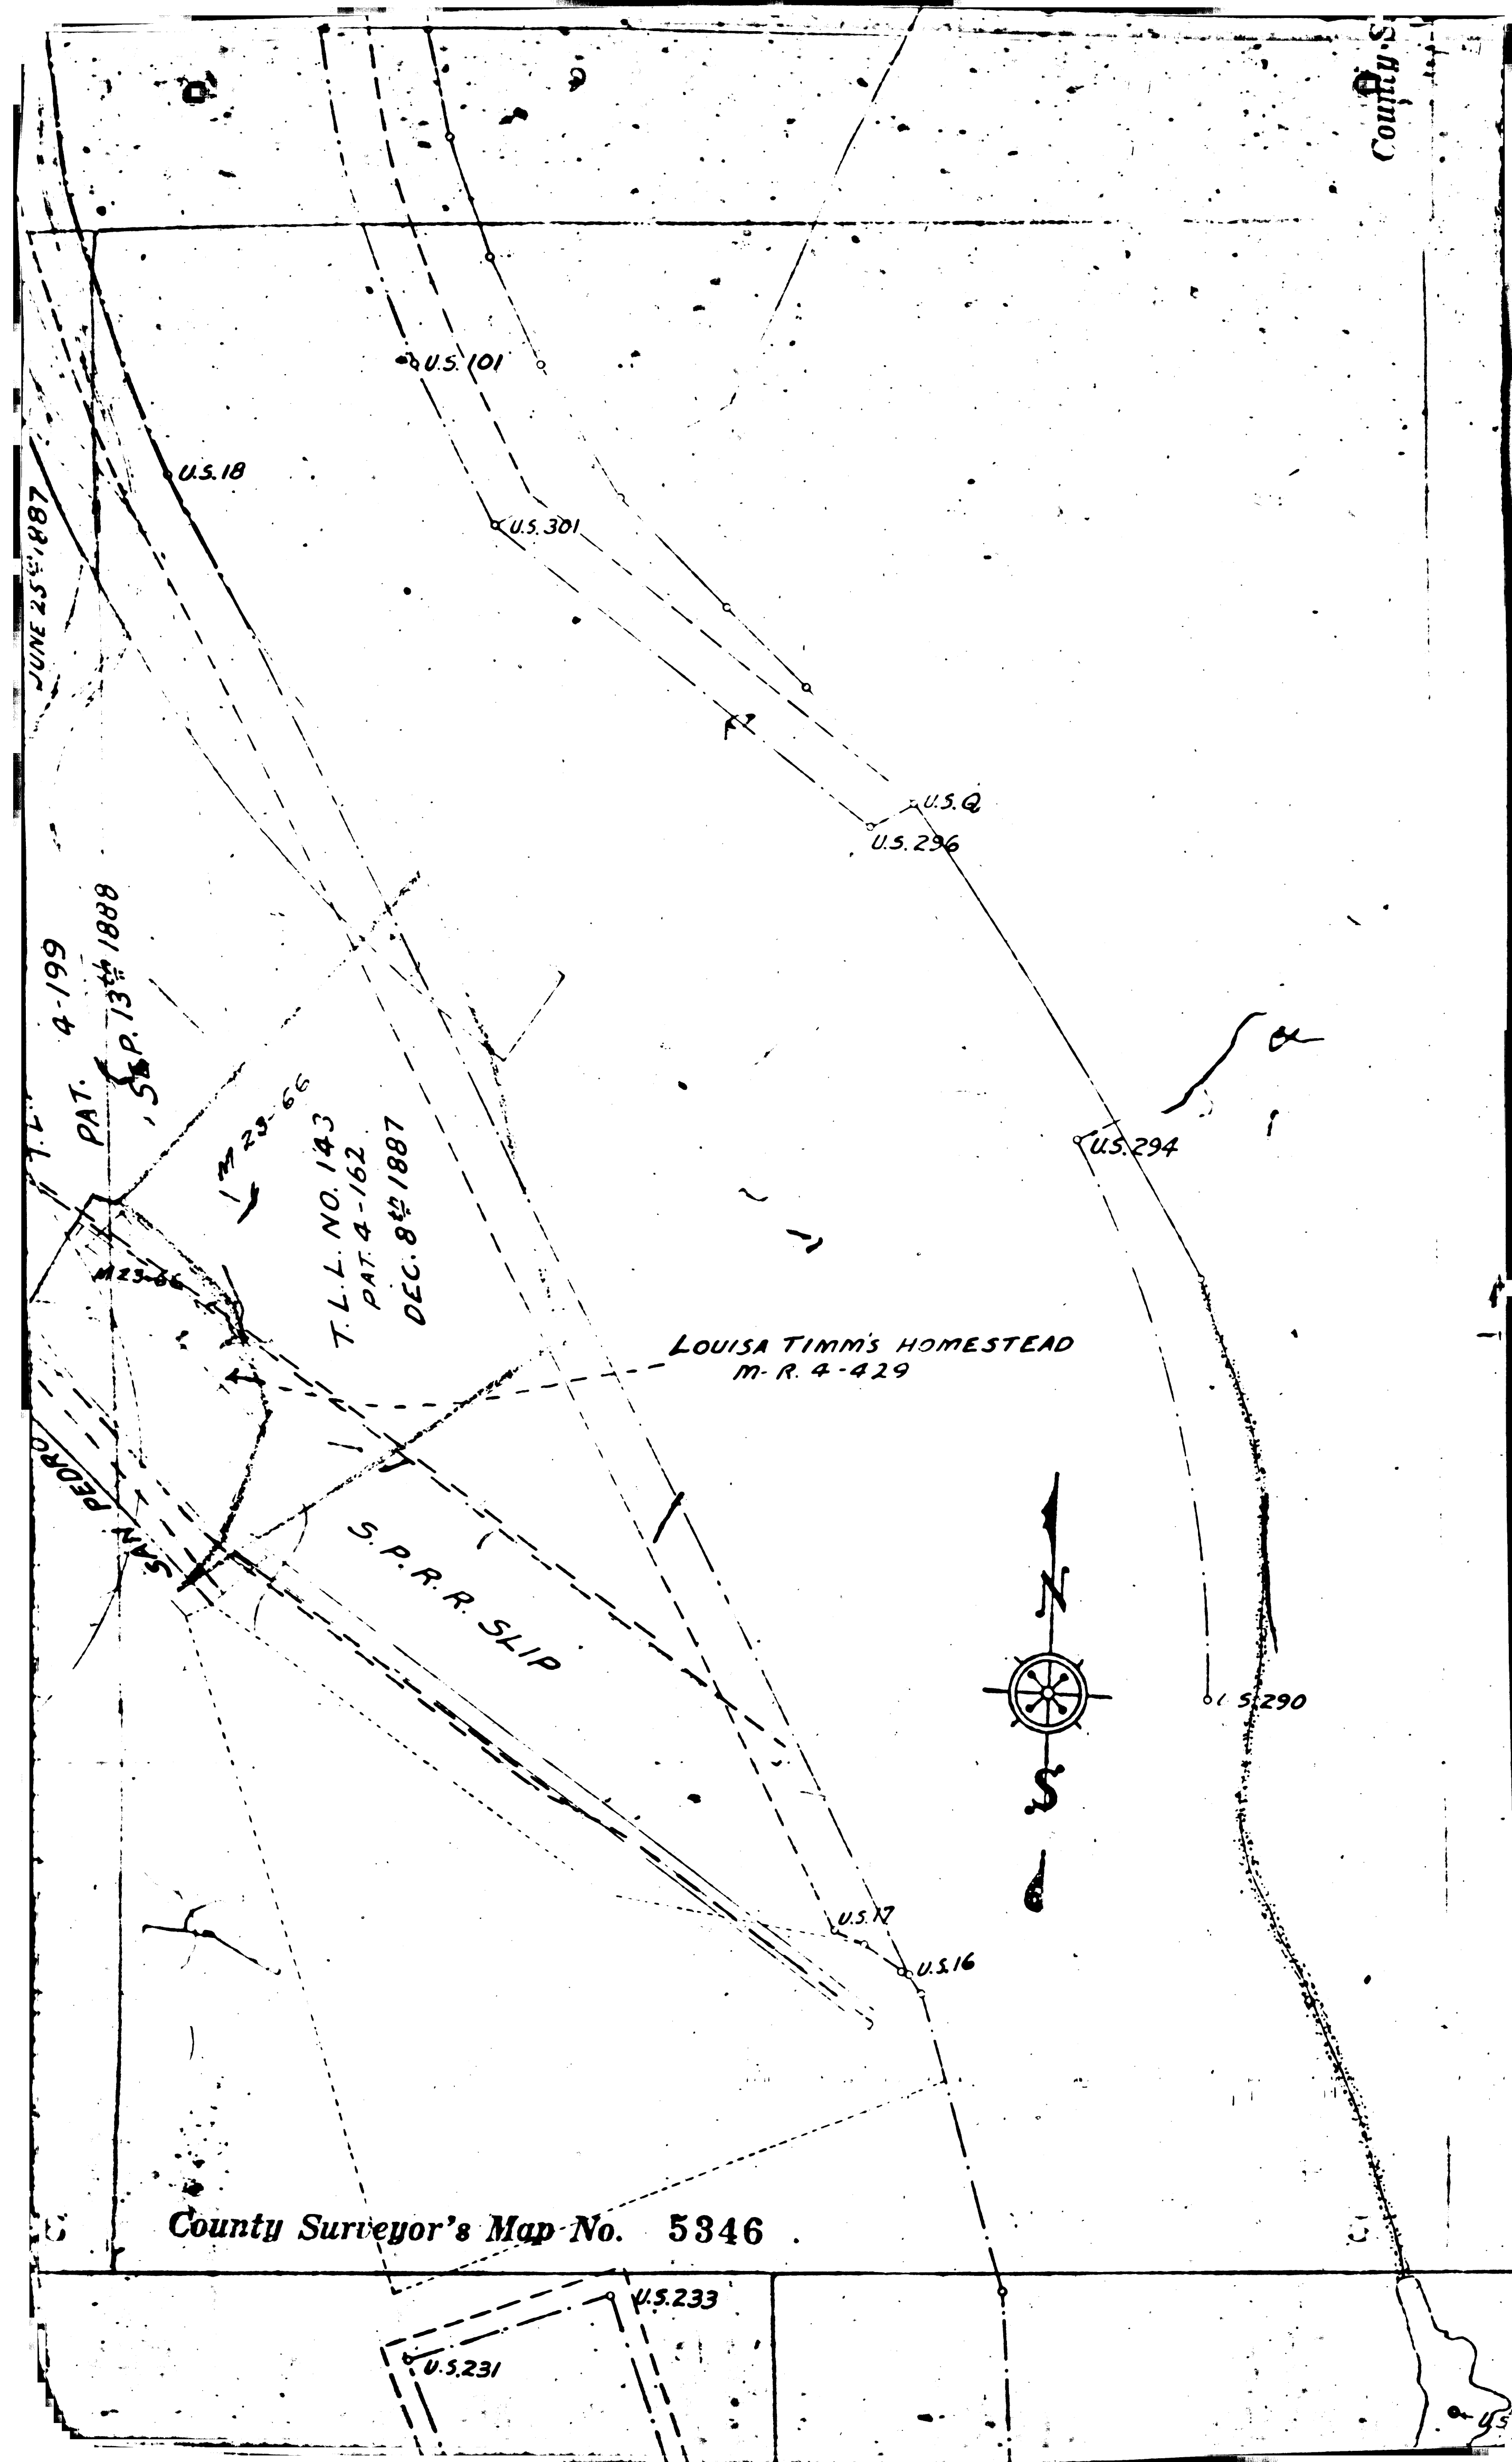 County S
U.S. 101
U.S. 18
U.S. 301
JUNE 25th 1887
U.S. Q
U.S. 296
4-199
PAT.
SEP. 13th 1888
U.S. 294
M 23-66
T. L. L. NO. 143
PAT. 4-162
DEC. 8th 1887
T. L.
M 23-66
LOUISA TIMM'S HOMESTEAD
M. R. 4-429
SAN PEDRO
S. P. R. R. SLIP
N
S
S. 290
U.S. 17
U.S. 16
County Surveyor's Map No. 5346
U.S. 233
U.S. 231
U.S